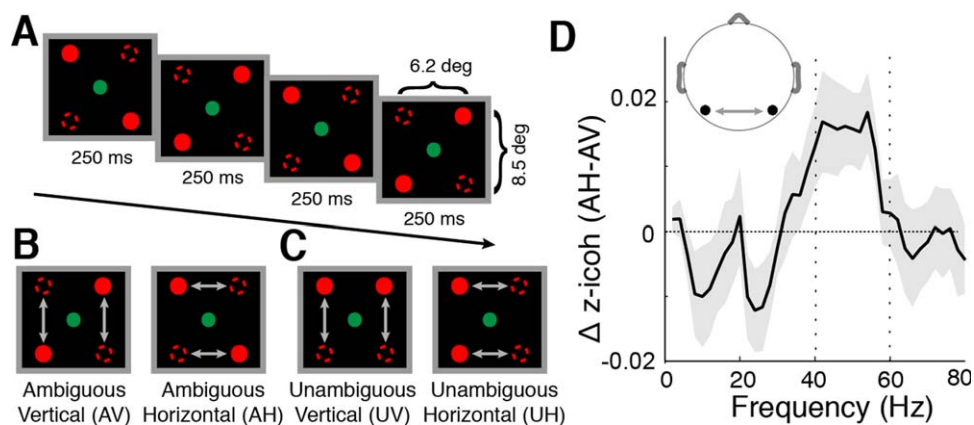 A
6.2 deg
8.5 deg
250 ms
250 ms
250 ms
250 ms
B
Ambiguous
Vertical (AV)
Ambiguous
Horizontal (AH)
C
Unambiguous
Vertical (UV)
Unambiguous
Horizontal (UH)
D
Δ z-icoh (AH-AV)
0.02
0
-0.02
0 20 40 60 80
Frequency (Hz)